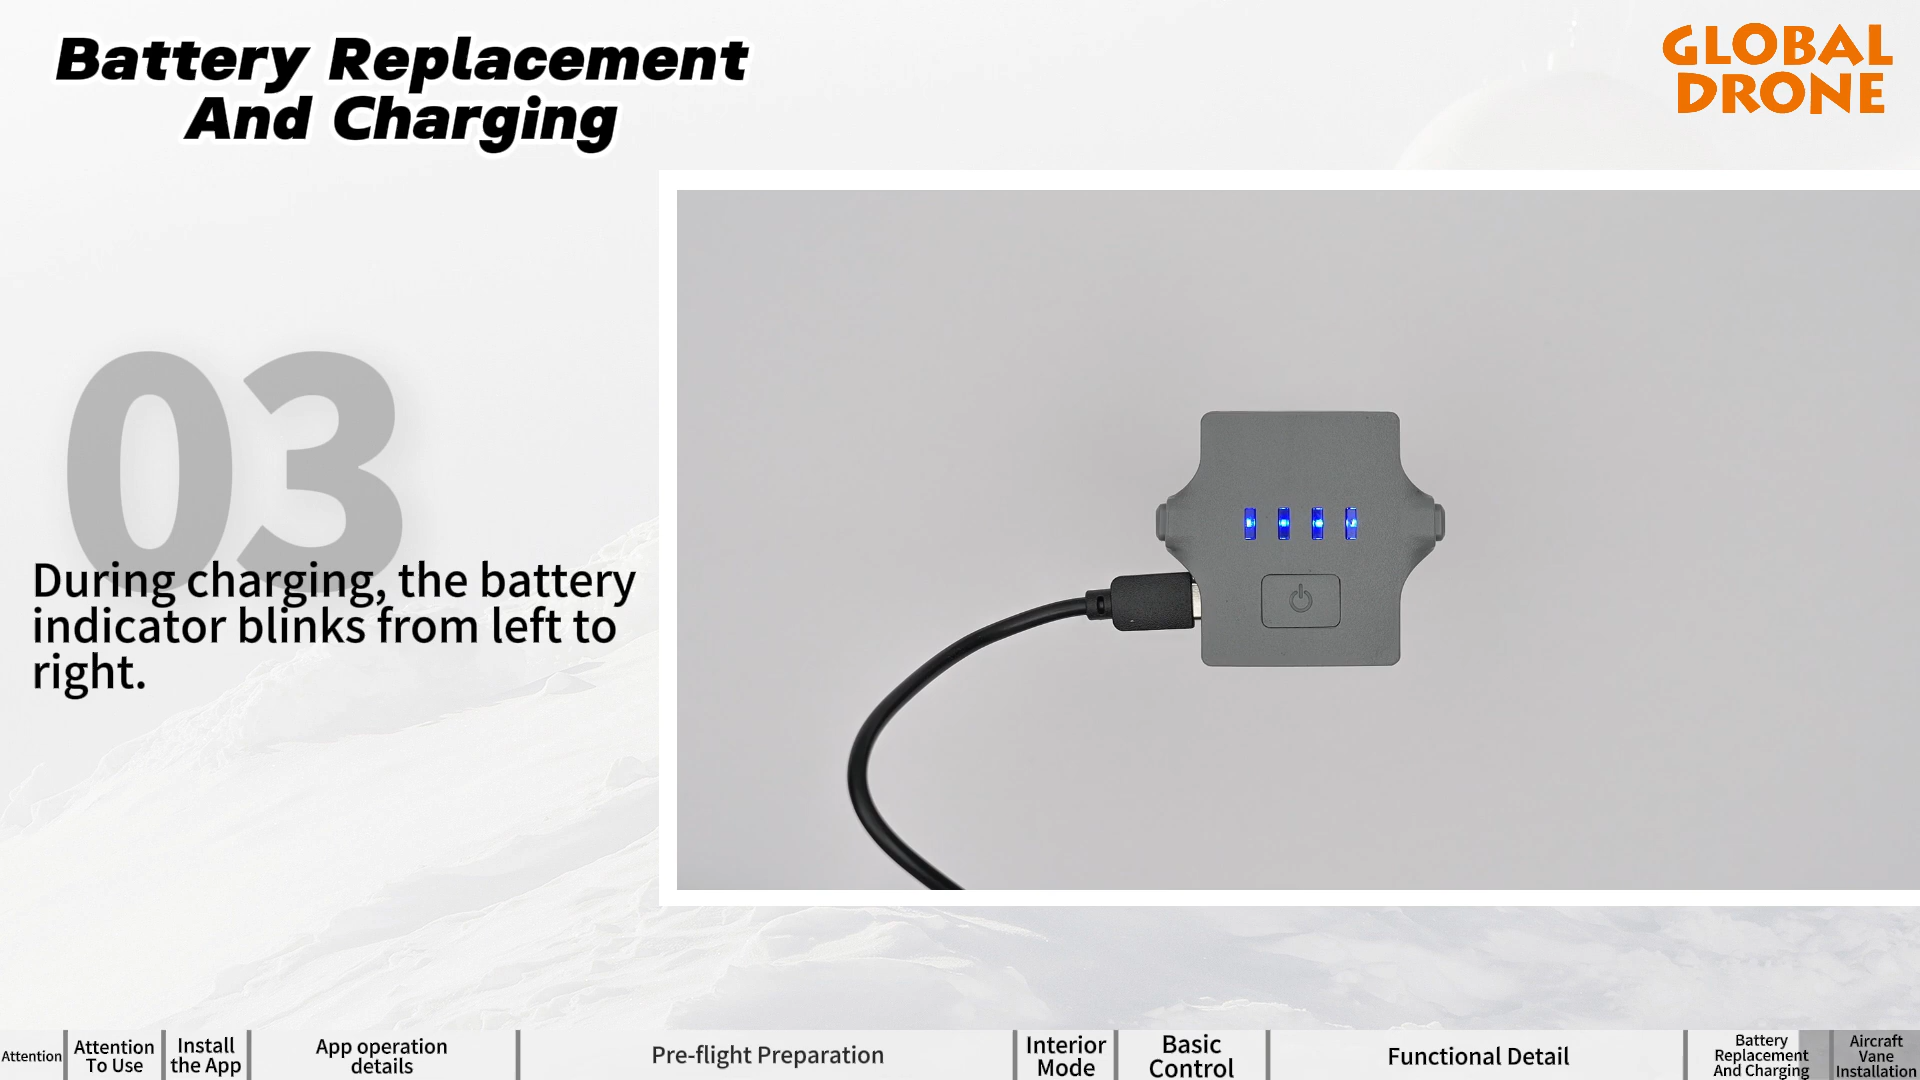 Battery Replacement
And Charging
GLOBAL
DRONE
03
During charging, the battery
indicator blinks from left to
right.
Attention
Attention
To Use
Install
the App
App operation
details
Pre-flight Preparation
Interior
Mode
Basic
Control
Functional Detail
Battery
Replacement
And Charging
Aircraft
Vane
Installation